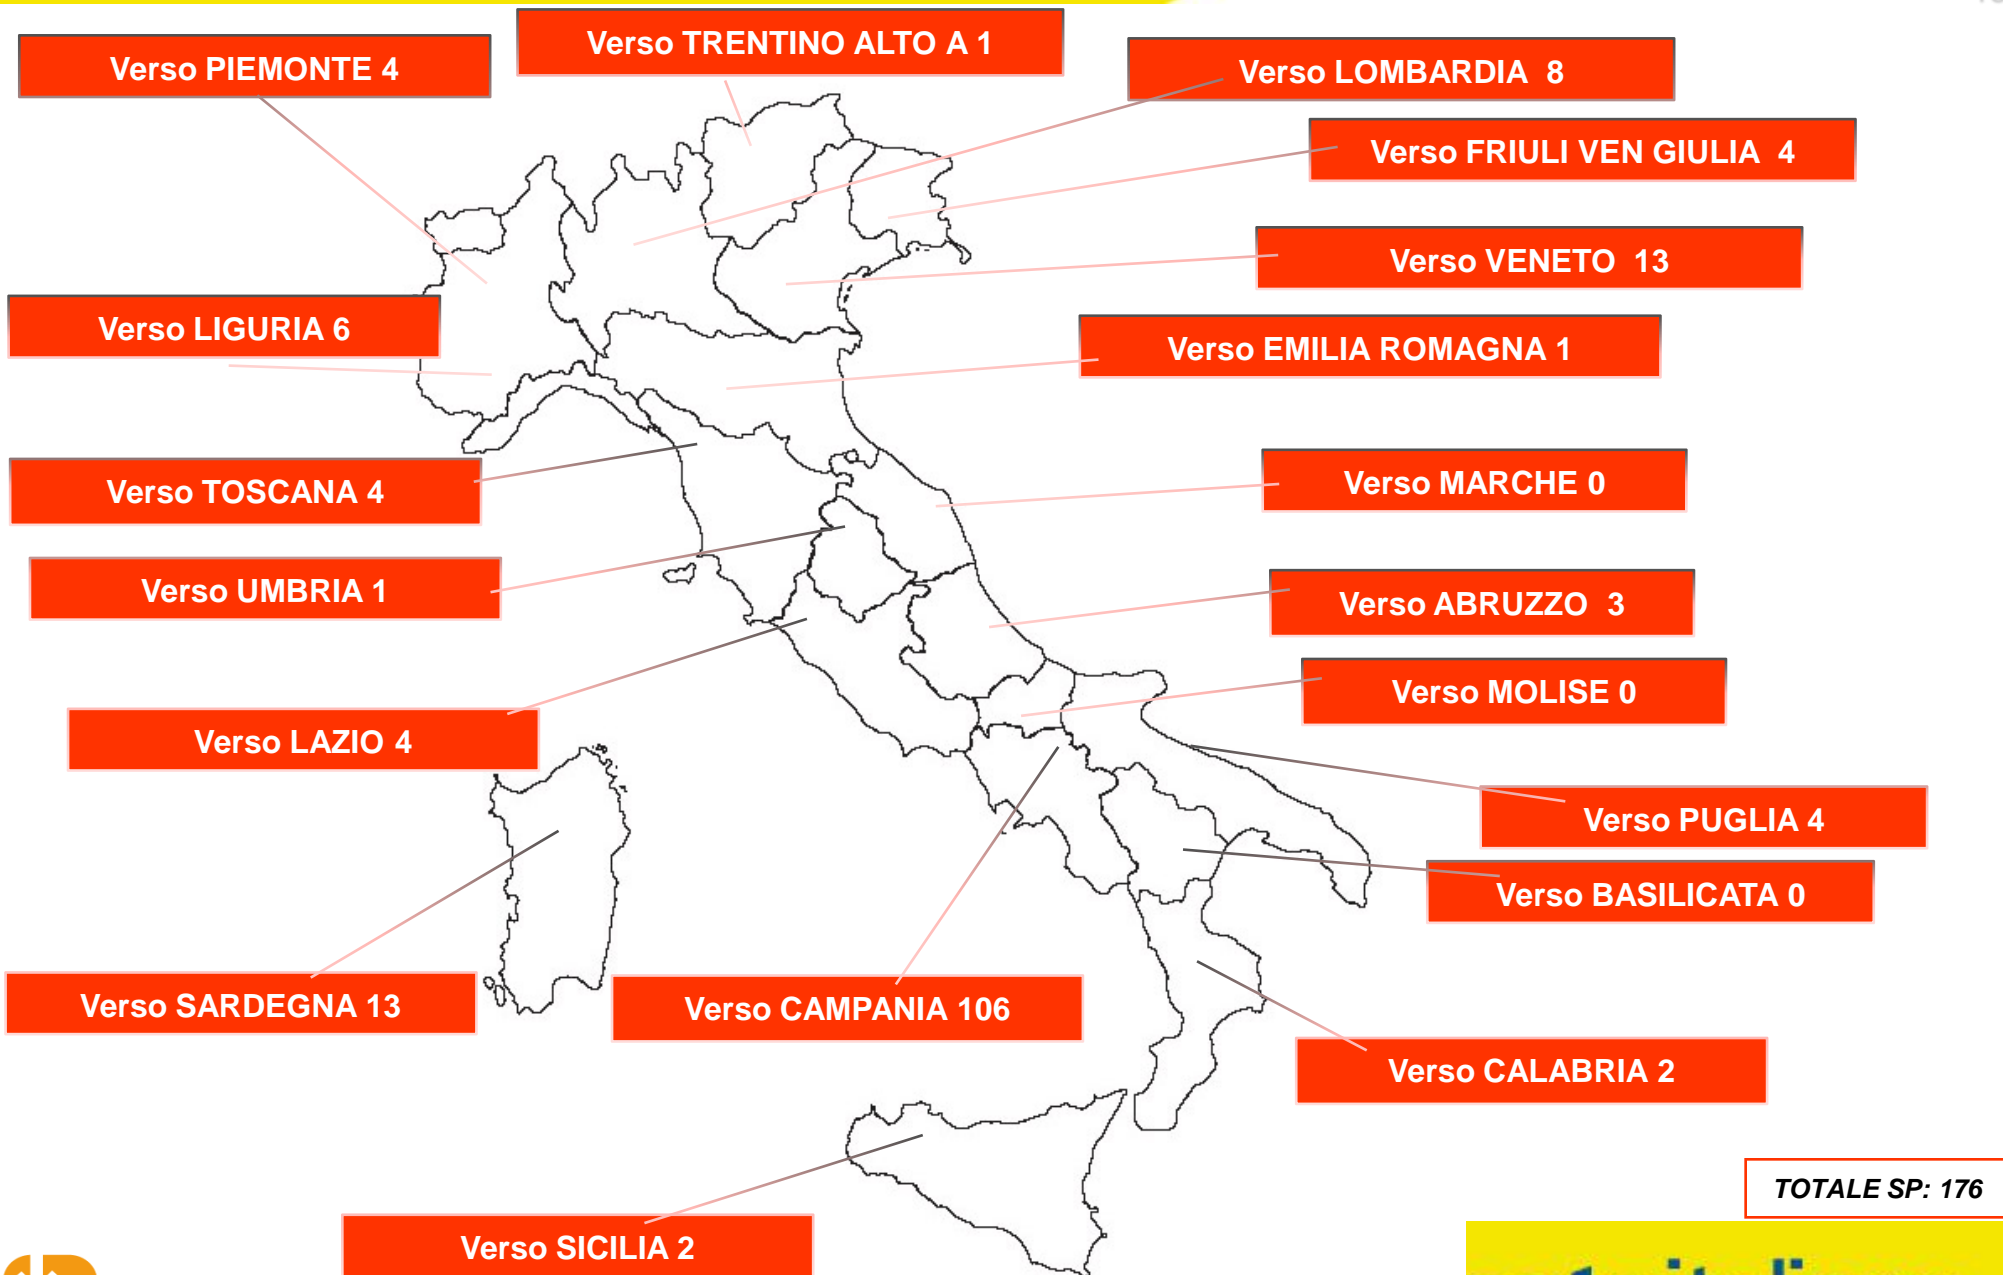 Verso TRENTINO ALTO A 1
Verso PIEMONTE 4
Verso LOMBARDIA 8
Verso FRIULI VEN GIULIA 4
Verso VENETO 13
Verso LIGURIA 6
Verso EMILIA ROMAGNA 1
Verso TOSCANA 4
Verso MARCHE 0
Verso UMBRIA 1
Verso ABRUZZO 3
Verso MOLISE 0
Verso LAZIO 4
Verso PUGLIA 4
Verso BASILICATA 0
Verso SARDEGNA 13
Verso CAMPANIA 106
Verso CALABRIA 2
TOTALE SP: 176
Verso SICILIA 2